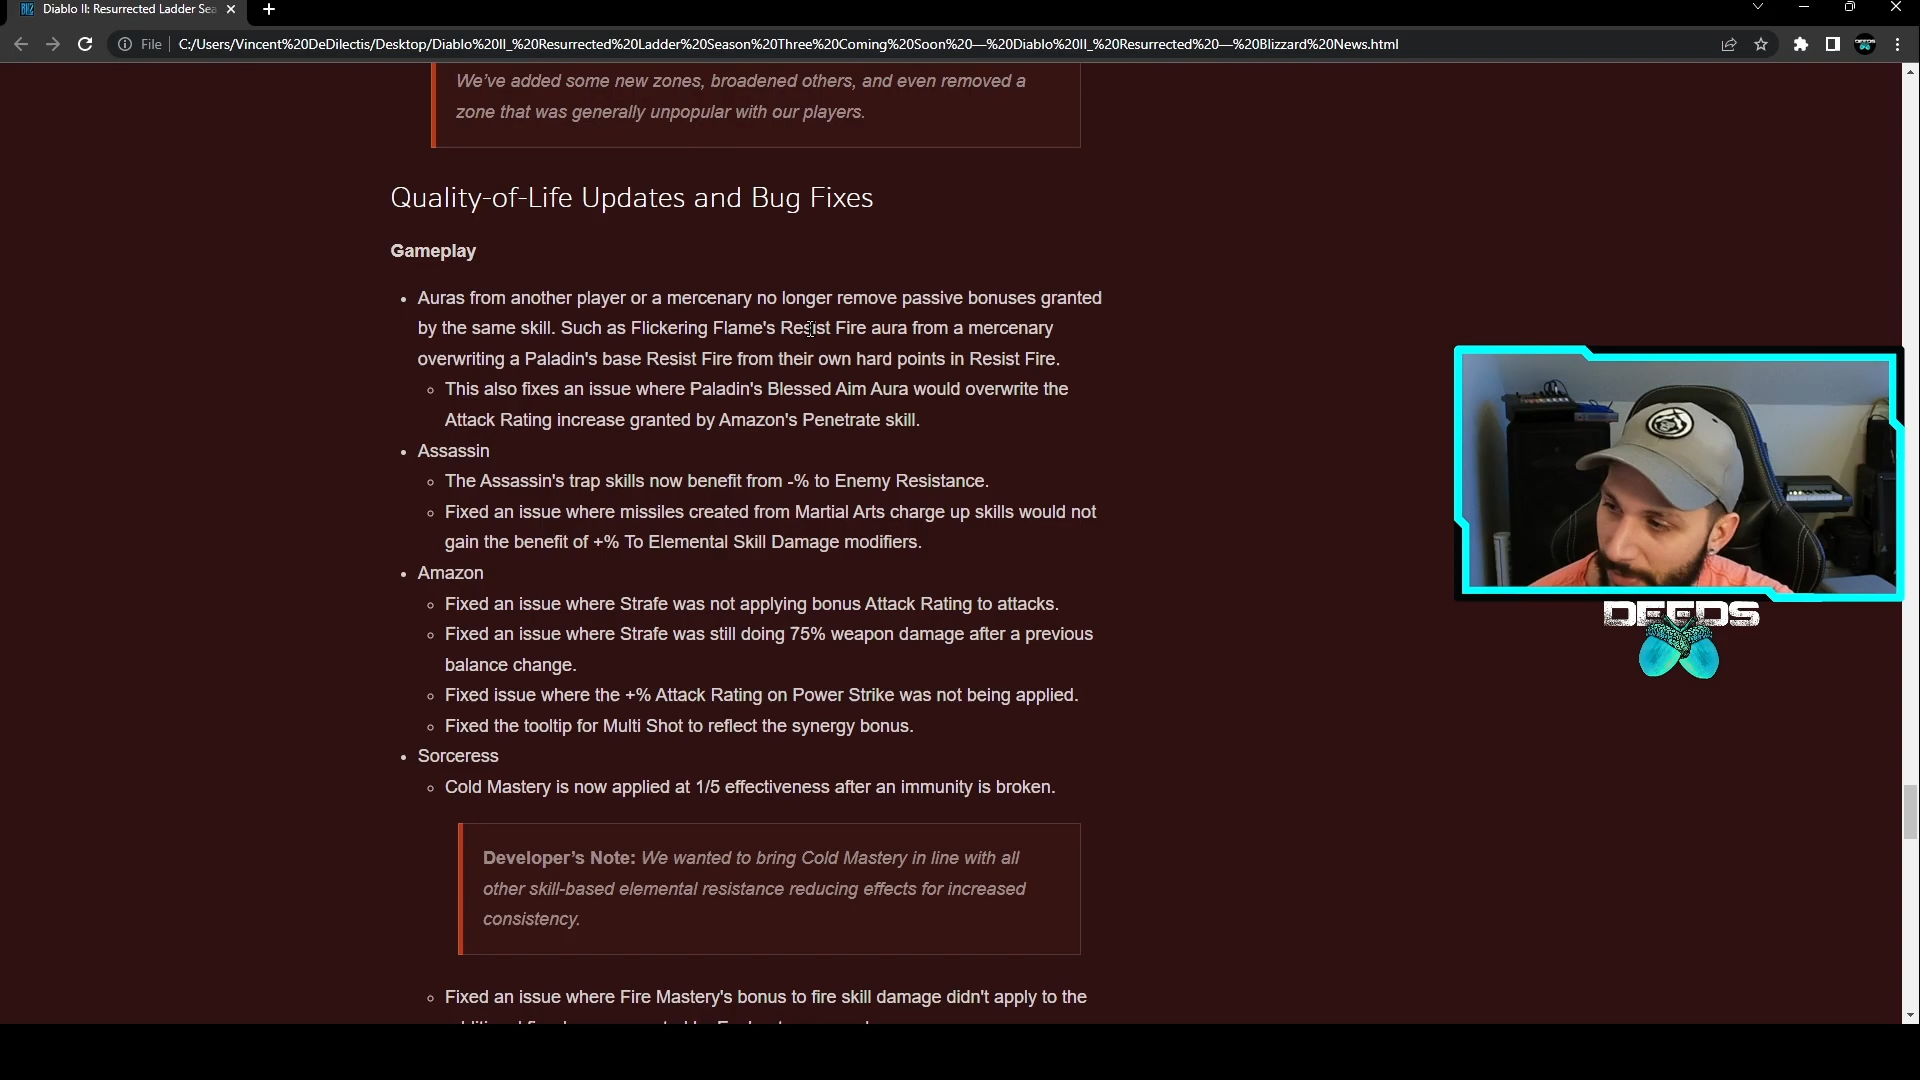 Diablo II: Resurrected Ladder Sea
File
C:/Users/Vincent%20DeDilectis/Desktop/Diablo%20II_%20Resurrected%20Ladder%20Season%20Three%20Coming%20Soon%20—%20Diablo%20II_%20Resurrected%20—%20Blizzard%20News.html
We've added some new zones, broadened others, and even removed a
zone that was generally unpopular with our players.
Quality-of-Life Updates and Bug Fixes
Gameplay
Auras from another player or a mercenary no longer remove passive bonuses granted
by the same skill. Such as Flickering Flame's Resist Fire aura from a mercenary
overwriting a Paladin's base Resist Fire from their own hard points in Resist Fire.
This also fixes an issue where Paladin's Blessed Aim Aura would overwrite the
Attack Rating increase granted by Amazon's Penetrate skill.
Assassin
The Assassin's trap skills now benefit from -% to Enemy Resistance.
Fixed an issue where missiles created from Martial Arts charge up skills would not
gain the benefit of +% To Elemental Skill Damage modifiers.
Amazon
Fixed an issue where Strafe was not applying bonus Attack Rating to attacks.
Fixed an issue where Strafe was still doing 75% weapon damage after a previous
balance change.
Fixed issue where the +% Attack Rating on Power Strike was not being applied.
Fixed the tooltip for Multi Shot to reflect the synergy bonus.
Sorceress
Cold Mastery is now applied at 1/5 effectiveness after an immunity is broken.
Developer's Note: We wanted to bring Cold Mastery in line with all
other skill-based elemental resistance reducing effects for increased
consistency.
Fixed an issue where Fire Mastery's bonus to fire skill damage didn't apply to the
DEEDS